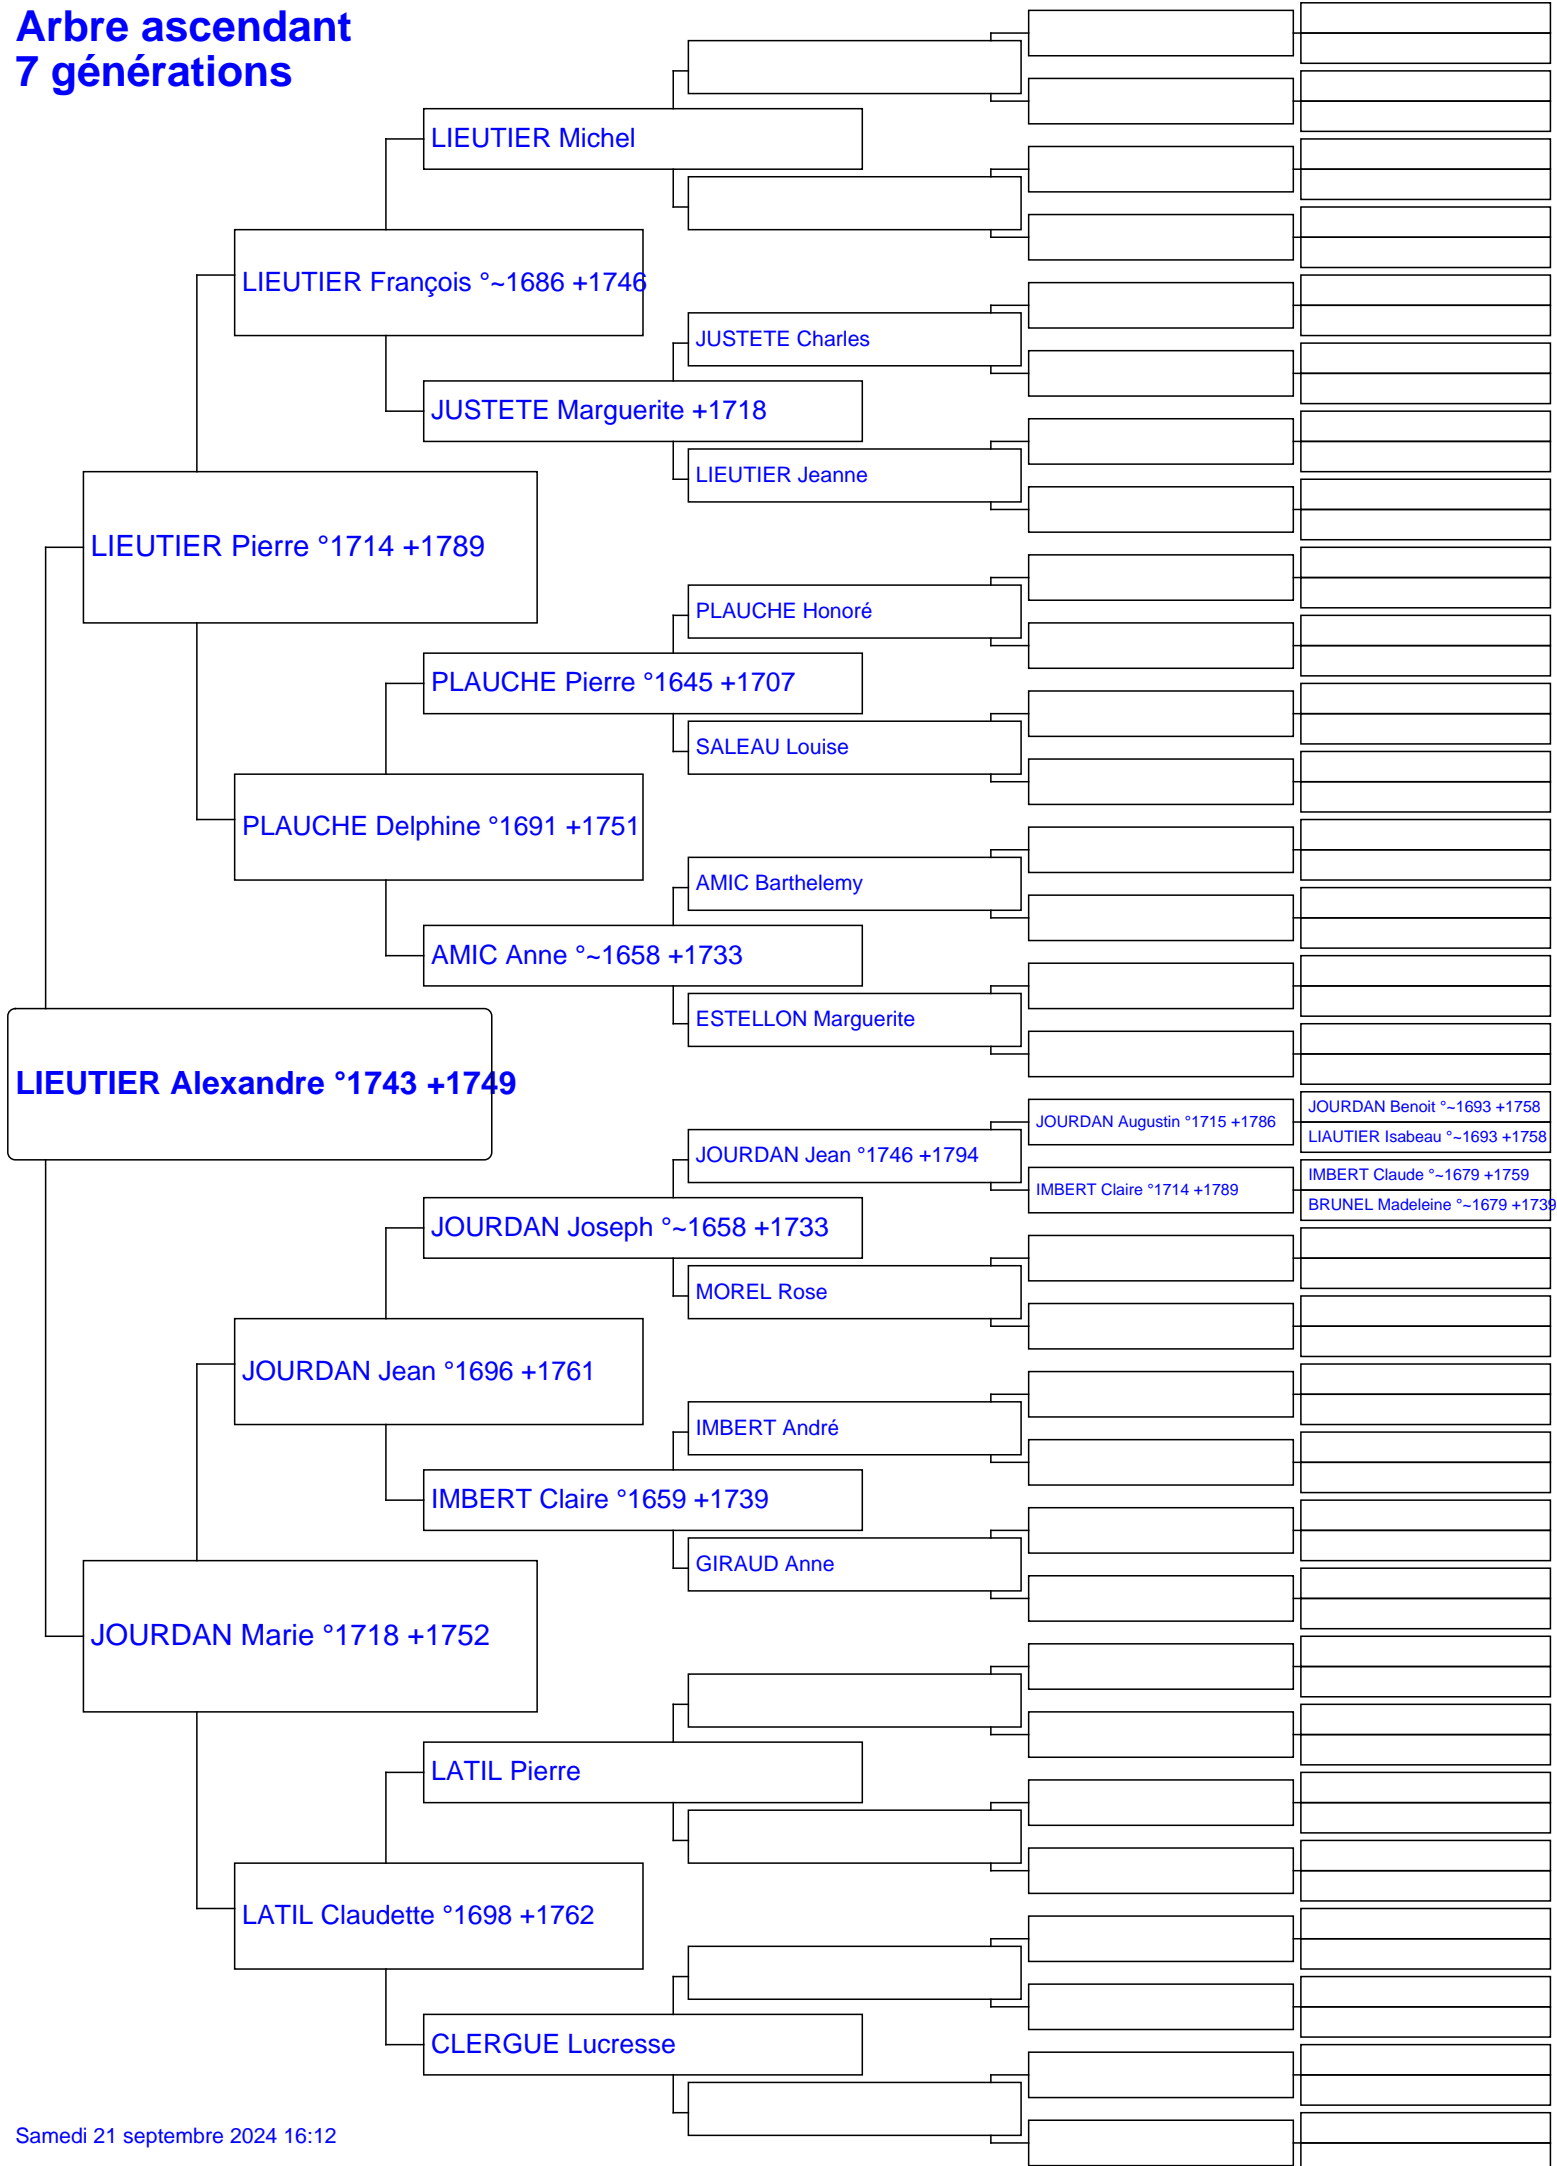 Arbre ascendant
7 générations
LIEUTIER Michel
LIEUTIER François °~1686 +1746
JUSTETE Charles
JUSTETE Marguerite +1718
LIEUTIER Jeanne
LIEUTIER Pierre °1714 +1789
PLAUCHE Honoré
PLAUCHE Pierre °1645 +1707
SALEAU Louise
PLAUCHE Delphine °1691 +1751
AMIC Barthelemy
AMIC Anne °~1658 +1733
ESTELLON Marguerite
LIEUTIER Alexandre °1743 +1749
JOURDAN Benoit °~1693 +1758
JOURDAN Augustin °1715 +1786
LIAUTIER Isabeau °~1693 +1758
JOURDAN Jean °1746 +1794
IMBERT Claude °~1679 +1759
IMBERT Claire °1714 +1789
BRUNEL Madeleine °~1679 +1739
JOURDAN Joseph °~1658 +1733
MOREL Rose
JOURDAN Jean °1696 +1761
IMBERT André
IMBERT Claire °1659 +1739
GIRAUD Anne
JOURDAN Marie °1718 +1752
LATIL Pierre
LATIL Claudette °1698 +1762
CLERGUE Lucresse
Samedi 21 septembre 2024 16:12